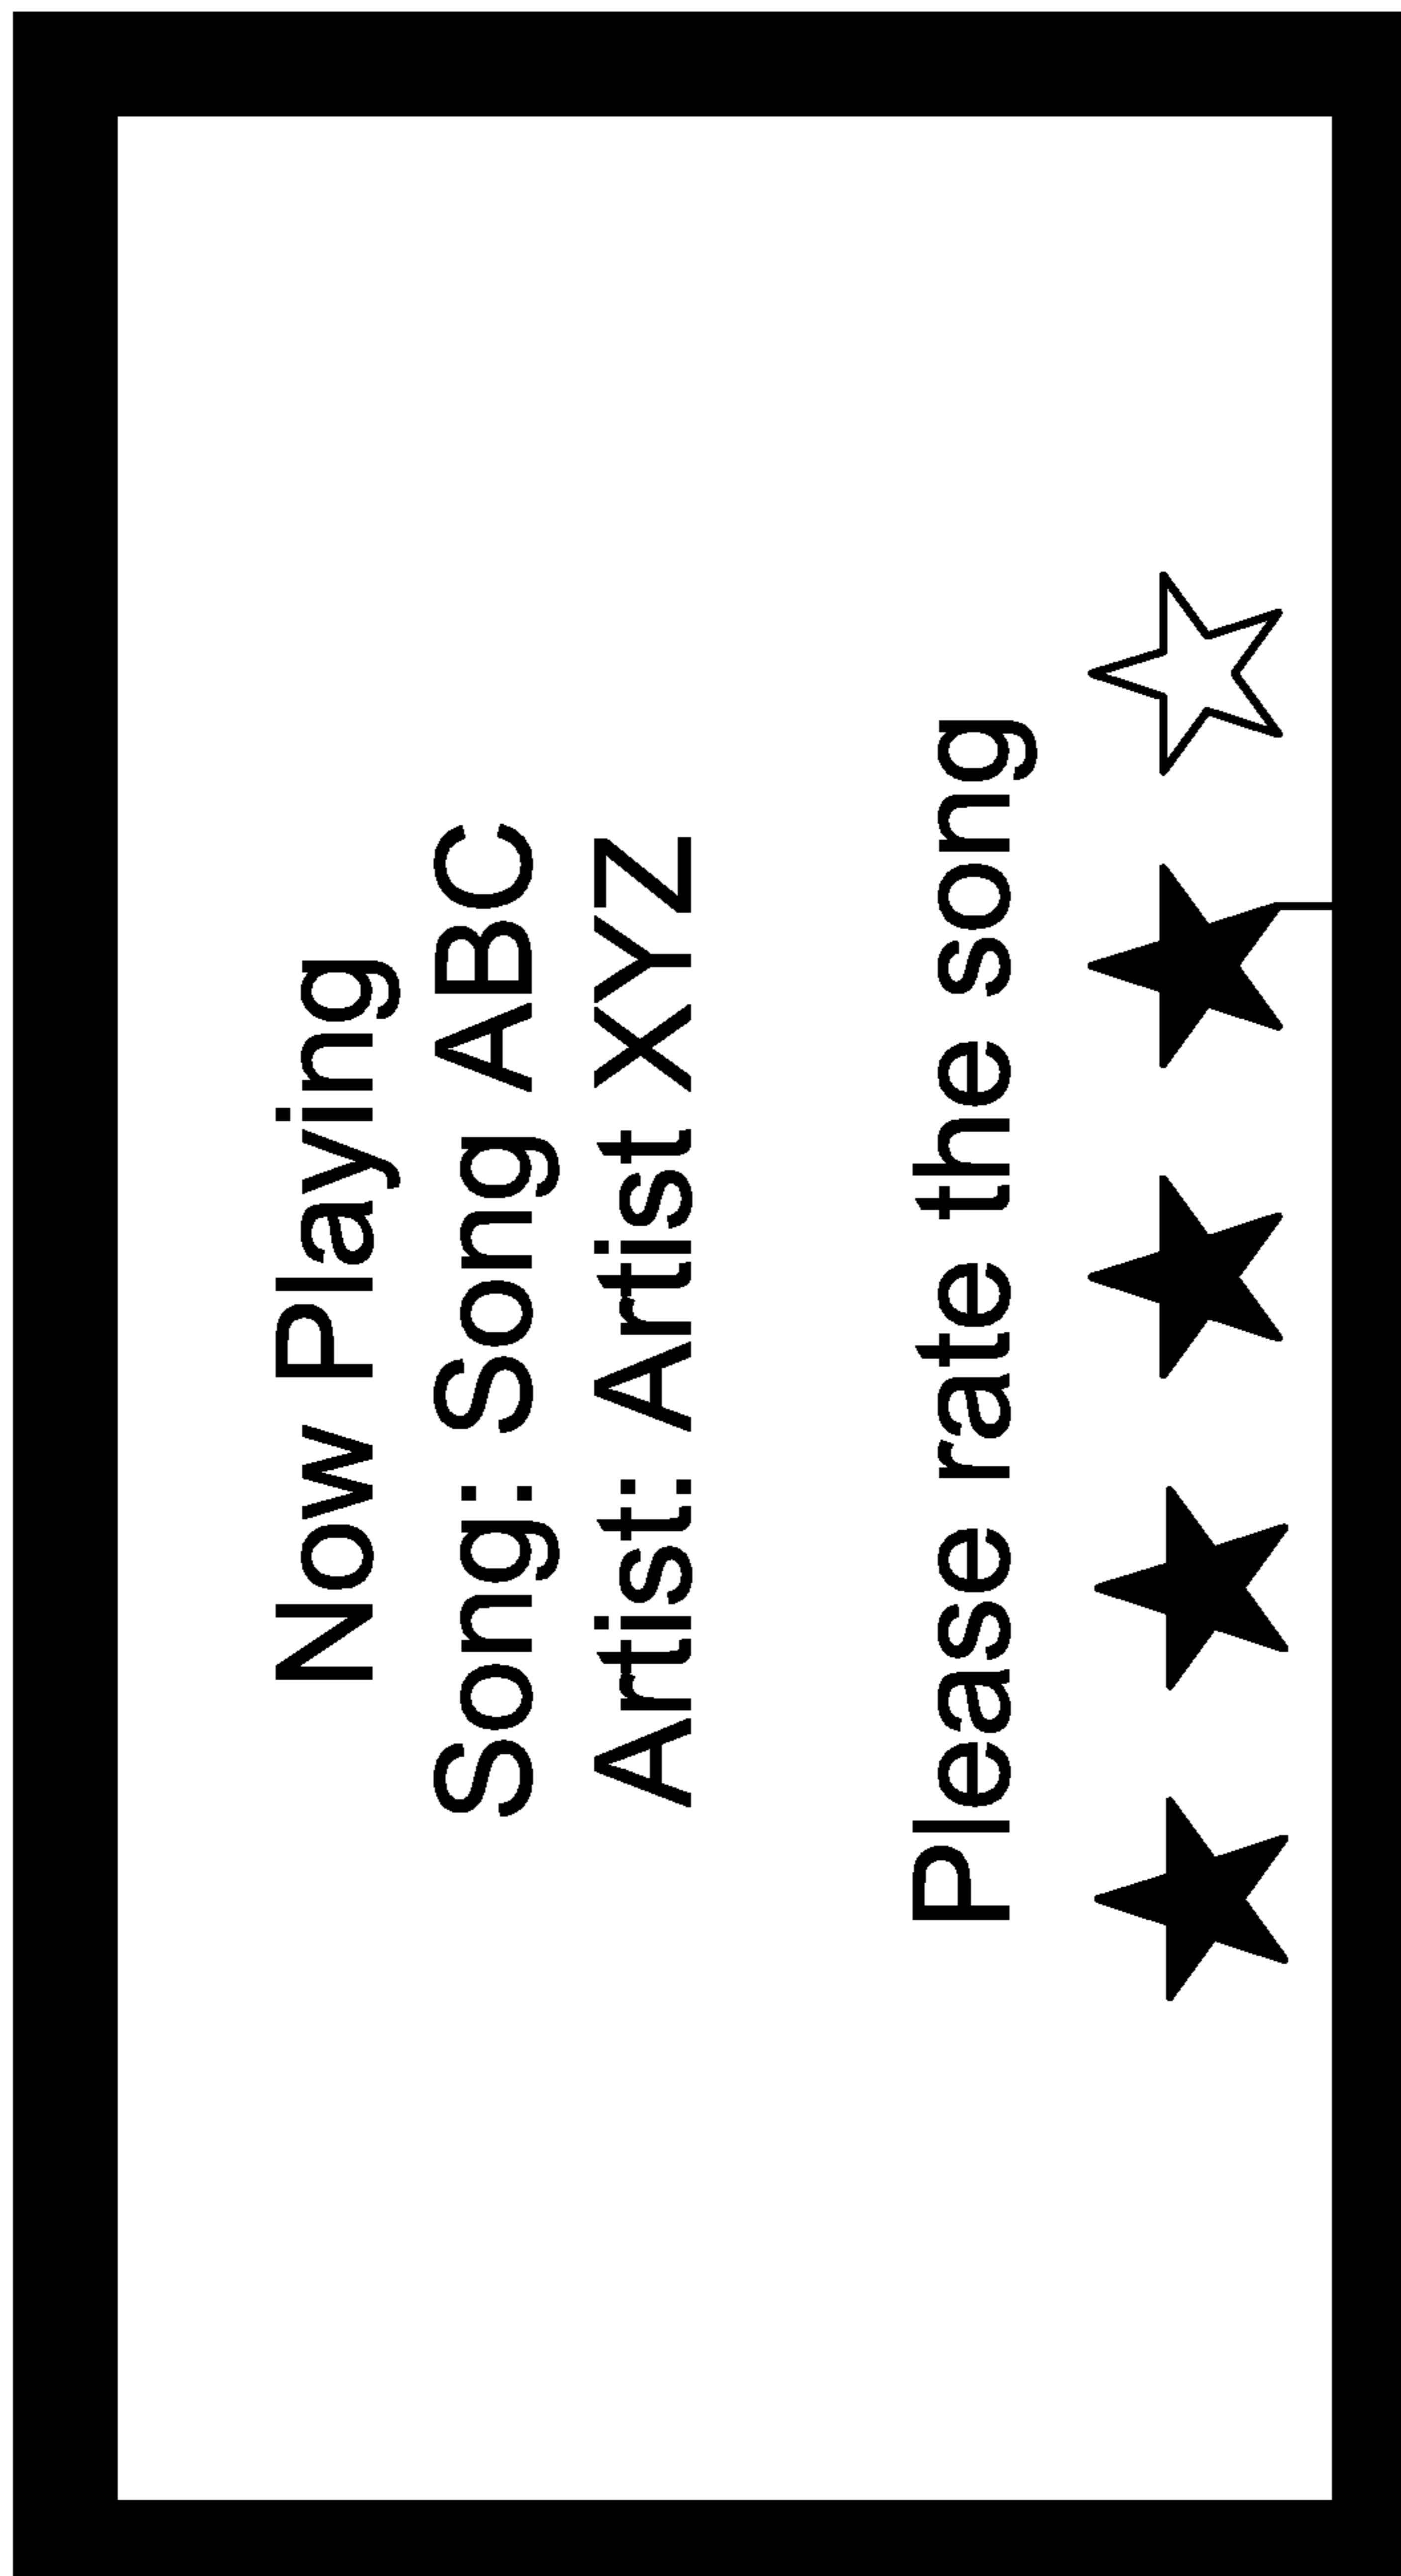 Now Playing
Song: Song ABC
Artist: Artist XYZ
Please rate the song